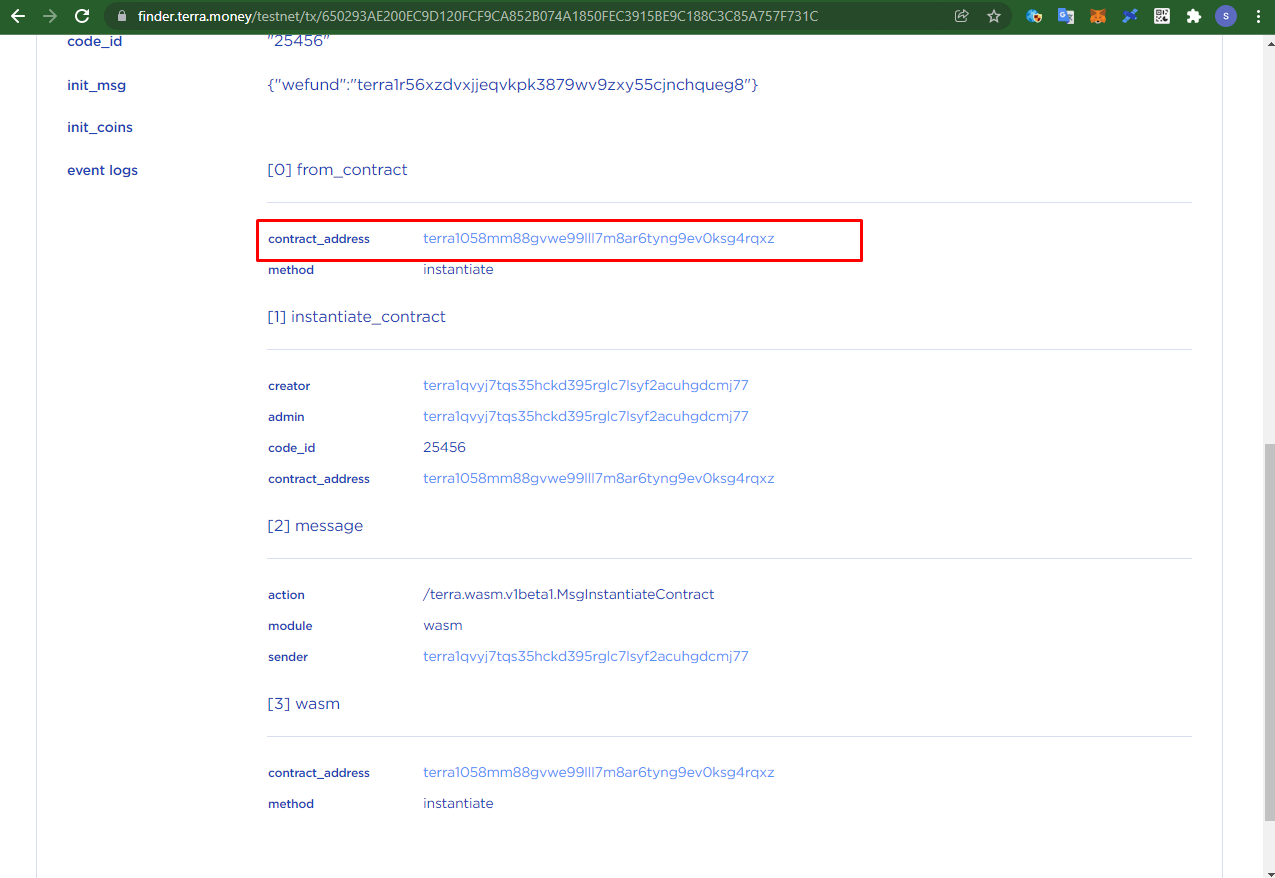 finder.terra.money/testnet/tx/650293AE200EC9D120FCF9CA852B074A1850FEC3915BE9C188C3C85A757F731C
S
code_id "25456"
init_msg {"wefund":"terra1r56xzdvxjjeqvkpk3879wv9zxy55cjnchqueg8"}
init_coins
event logs [0] from_contract
contract_address terra1058mm88gvwe99lll7m8ar6tyng9ev0ksg4rqxz
method instantiate
[1] instantiate_contract
creator terra1qvyj7tqs35hckd395rglc7lsyf2acuhgdcmj77
admin terra1qvyj7tqs35hckd395rglc7lsyf2acuhgdcmj77
code_id 25456
contract_address terra1058mm88gvwe99lll7m8ar6tyng9ev0ksg4rqxz
[2] message
action /terra.wasm.v1beta1.MsgInstantiateContract
module wasm
sender terra1qvyj7tqs35hckd395rglc7lsyf2acuhgdcmj77
[3] wasm
contract_address terra1058mm88gvwe99lll7m8ar6tyng9ev0ksg4rqxz
method instantiate